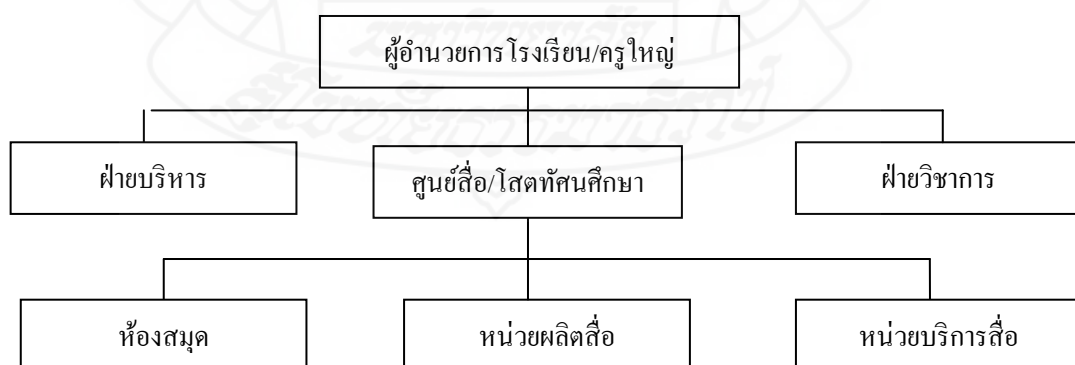 ผู้อำนวยการโรงเรียน/ครูใหญ่
ฝ่ายบริหาร
ศูนย์สื่อ/โสตทัศนศึกษา
ฝ่ายวิชาการ
ห้องสมุด
หน่วยผลิตสื่อ
หน่วยบริการสื่อ